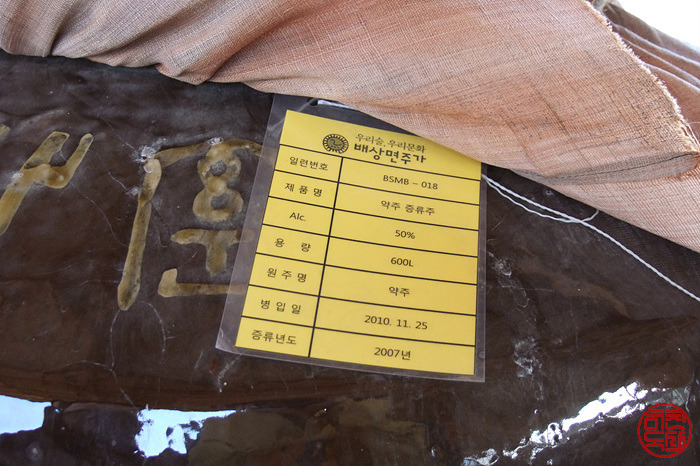 우리술, 우리문화
배상면주가
일련번호 BSMB - 018
제 품 명 약주 증류주
Alc. 50%
용 량 600L
원 주 명 약주
병 입 일 2010. 11. 25
증류년도 2007년